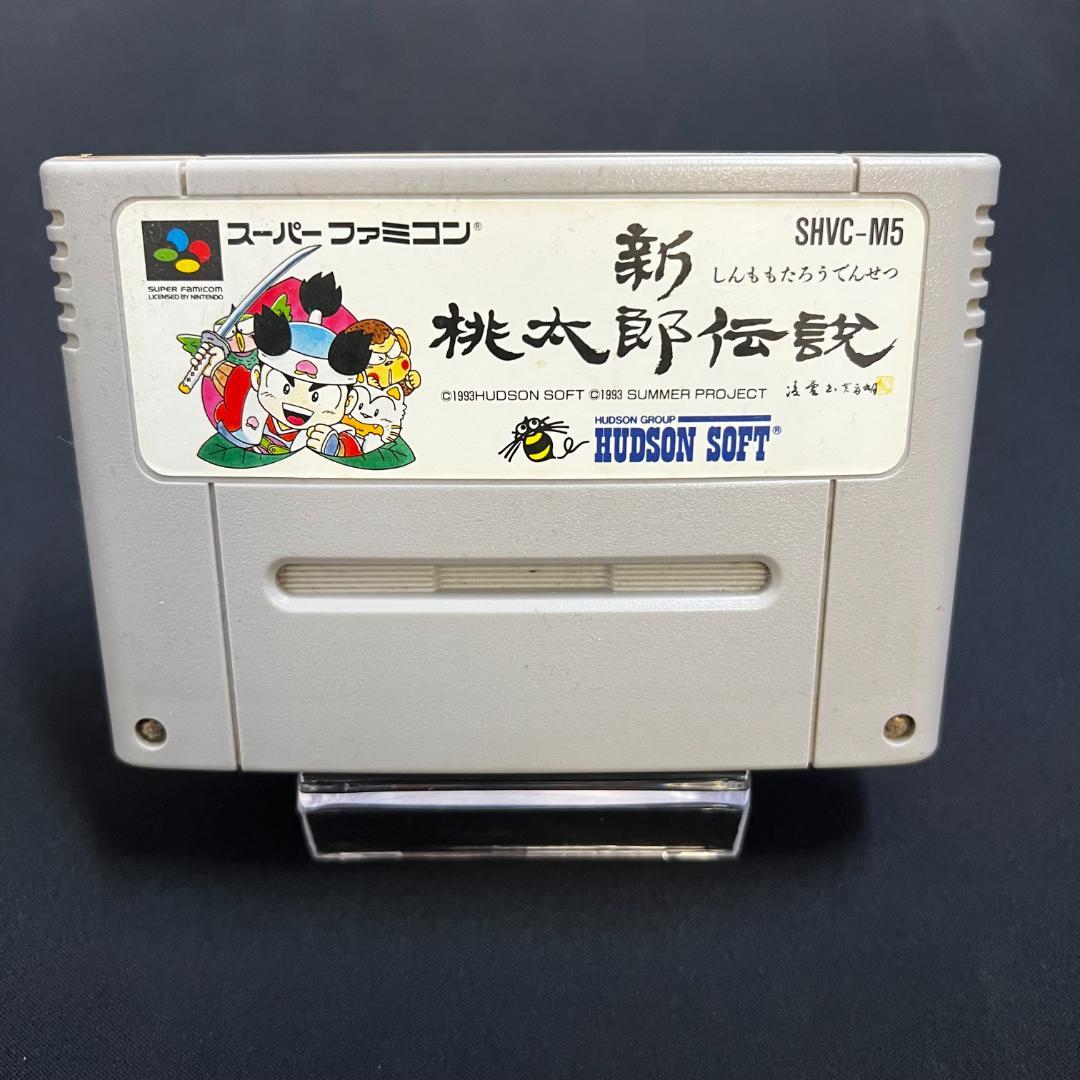 スーパーファミコン®
SUPER FAMICOM
LICENSED BY NINTENDO
SHVC-M5
新
しんももたろうでんせつ
桃太郎伝説
©1993HUDSON SOFT ©1993 SUMMER PROJECT
HUDSON GROUP
HUDSON SOFT®